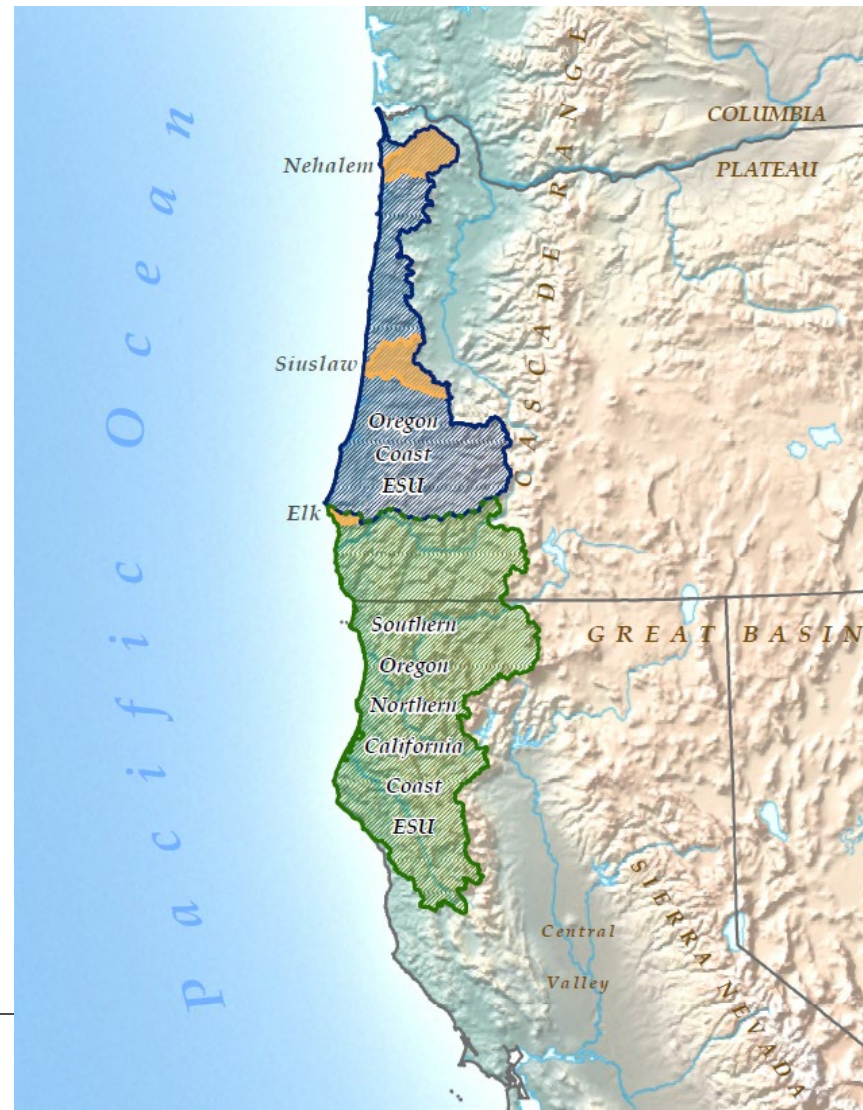 Pacific Ocean
COLUMBIA
PLATEAU
CASCADE RANGE
Nehalem
Siuslaw
Oregon
Coast
ESU
Elk
Southern
Oregon
Northern
California
Coast
ESU
GREAT BASIN
SIERRA NEVADA
Central
Valley